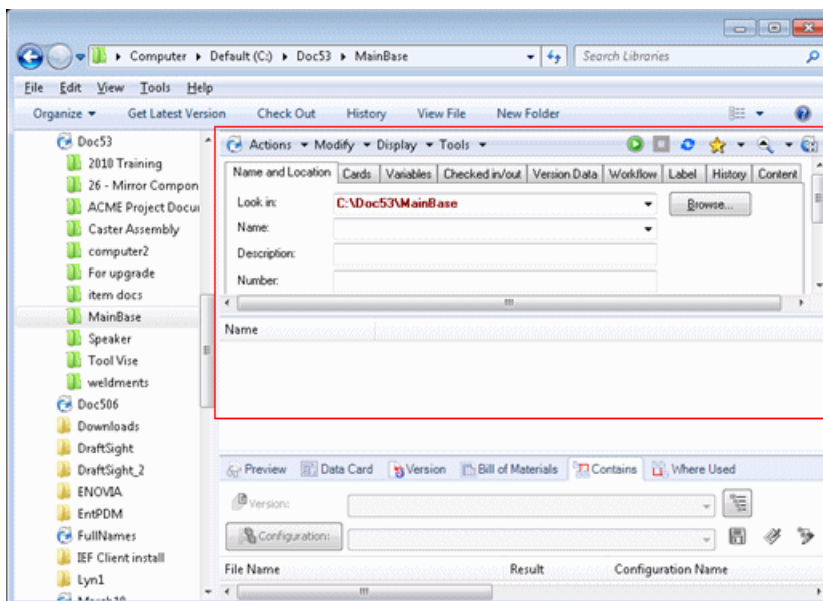 Computer Default (C:) Doc53 MainBase Search Libraries
File Edit View Tools Help
Organize Get Latest Version Check Out History View File New Folder
Doc53
2010 Training
26 - Mirror Compon
ACME Project Docu
Caster Assembly
computer2
For upgrade
item docs
MainBase
Speaker
Tool Vise
weldments
Doc506
Downloads
DraftSight
DraftSight_2
ENOVIA
EntPDM
FullNames
IEF Client install
Lyn1
March10
Actions Modify Display Tools
Name and Location Cards Variables Checked in/out Version Data Workflow Label History Content
Look in: C:\Doc53\MainBase Browse...
Name:
Description:
Number:
Name
Preview Data Card Version Bill of Materials Contains Where Used
Version:
Configuration:
File Name Result Configuration Name